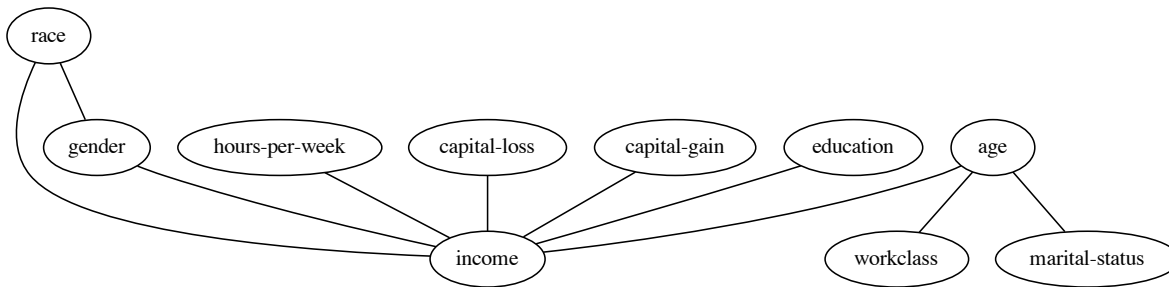 race
gender
hours-per-week
capital-loss
capital-gain
education
age
income
workclass
marital-status